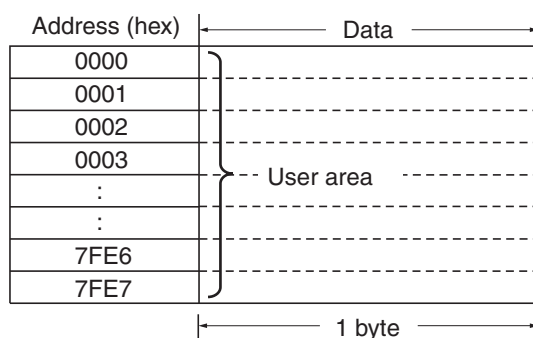 Address (hex) Data
0000
0001
0002
0003
:
User area
:
7FE6
7FE7
1 byte